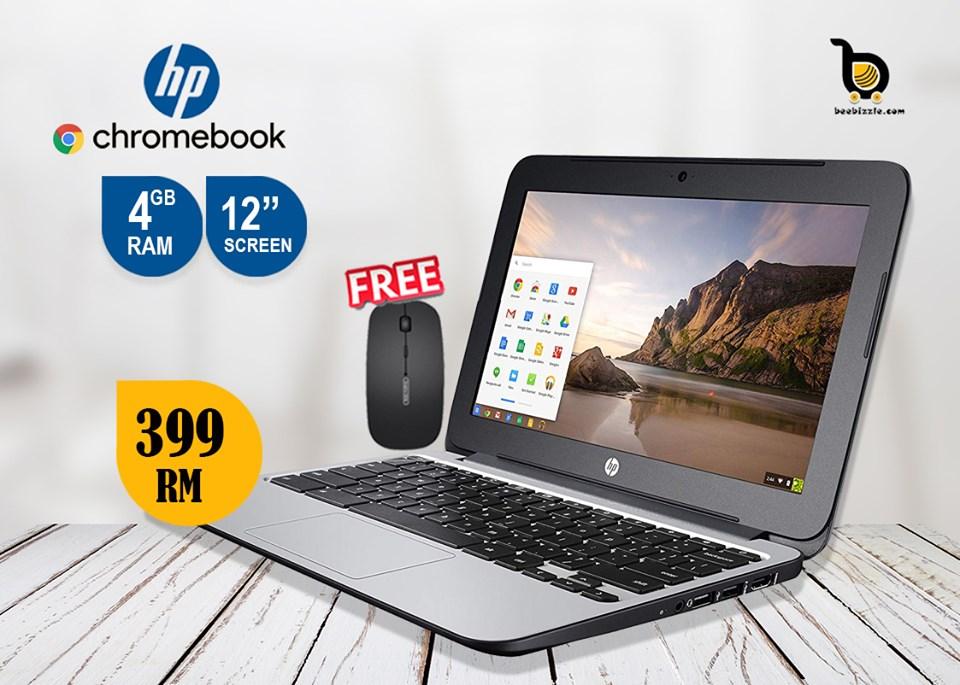 hp
chromebook
beebizzle.com
4GB
RAM
12”
SCREEN
FREE
399
RM
hp